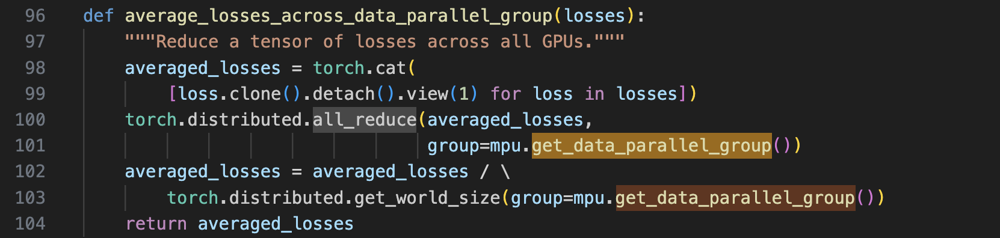 96 def average_losses_across_data_parallel_group(losses):
97 """Reduce a tensor of losses across all GPUs."""
98 averaged_losses = torch.cat(
99 [loss.clone().detach().view(1) for loss in losses])
100 torch.distributed.all_reduce(averaged_losses,
101 group=mpu.get_data_parallel_group())
102 averaged_losses = averaged_losses / \
103 torch.distributed.get_world_size(group=mpu.get_data_parallel_group())
104 return averaged_losses